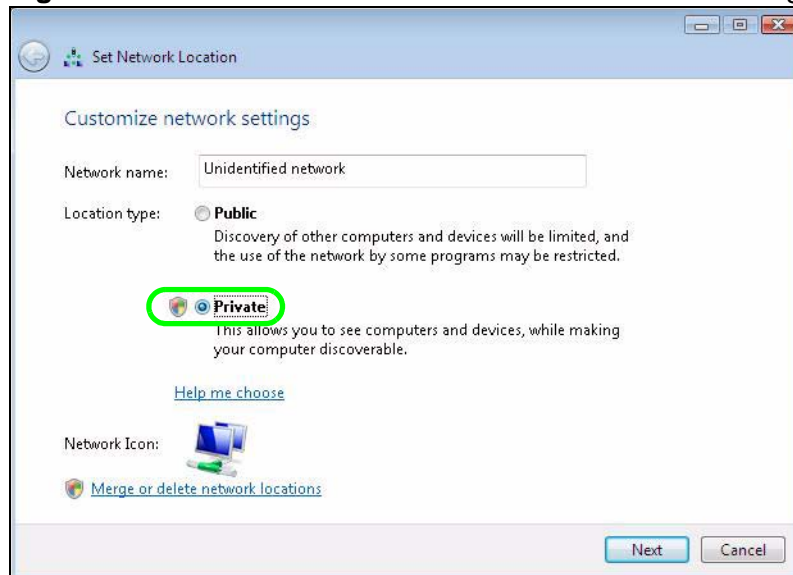 Set Network Location
Customize network settings
Network name: Unidentified network
Location type: Public
Discovery of other computers and devices will be limited, and
the use of the network by some programs may be restricted.
Private
This allows you to see computers and devices, while making
your computer discoverable.
Help me choose
Network Icon:
Merge or delete network locations
Next Cancel